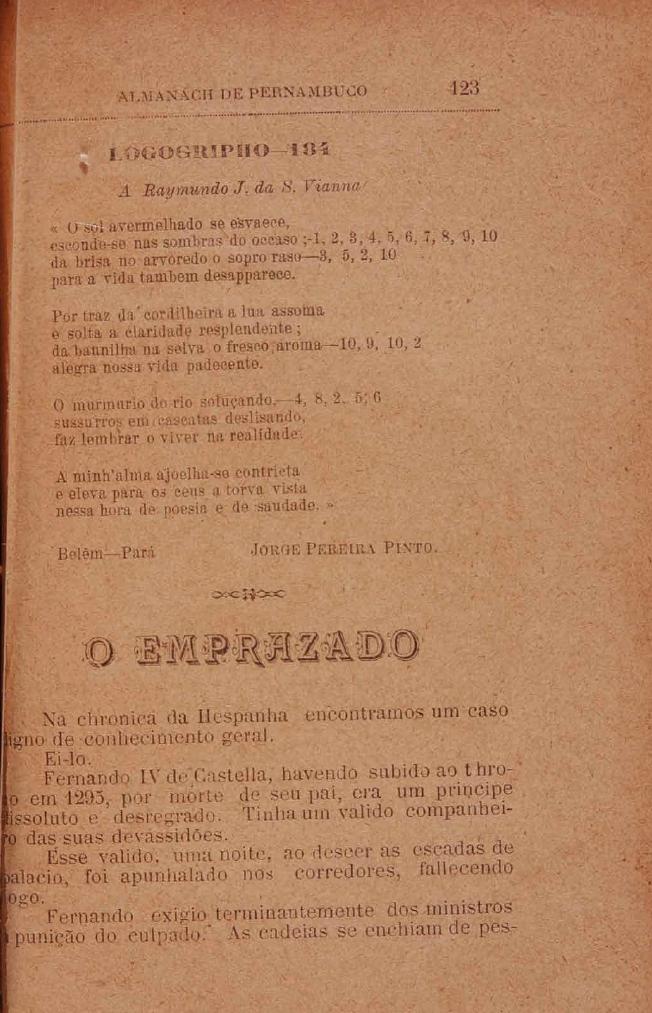 ALMANACH DE PERNAMBUCO 123
LOGOGRIPHO—184
A Raymundo J. da S. Vianna
« O sol avermelhado se esvaece,
esconde-se nas sombras do occaso ;-1, 2, 3, 4, 5, 6, 7, 8, 9, 10
da brisa no arvoredo o sopro raso—3, 5, 2, 10
para a vida tambem desapparece.
Por traz da cordilheira a lua assoma
e solta a claridade resplendente ;
da baunilha na selva o fresco aroma—10, 9, 10, 2
alegra nossa vida padecente.
O murmurio do rio soluçando,—4, 8, 2, 5, 6
sussurros em cascatas deslisando,
faz lembrar o viver na realidade.
A minh'alma ajoelha-se contricta
e eleva para os ceus a torva vista
nessa hora de poesia e de saudade. »
Belêm—Pará JORGE PEREIRA PINTO.
O EMPRAZADO
Na chronica da Hespanha encontramos um caso
igno de conhecimento geral.
Ei-lo.
Fernando IV de Castella, havendo subido ao thro-
o em 1295, por morte de seu pai, era um principe
issoluto e desregrado. Tinha um valido companhei-
o das suas devassidões.
Esse valido, uma noite, ao descer as escadas de
alacio, foi apunhalado nos corredores, fallecendo
ogo.
Fernando exigio terminantemente dos ministros
punição do culpado. As cadeias se enchiam de pes-